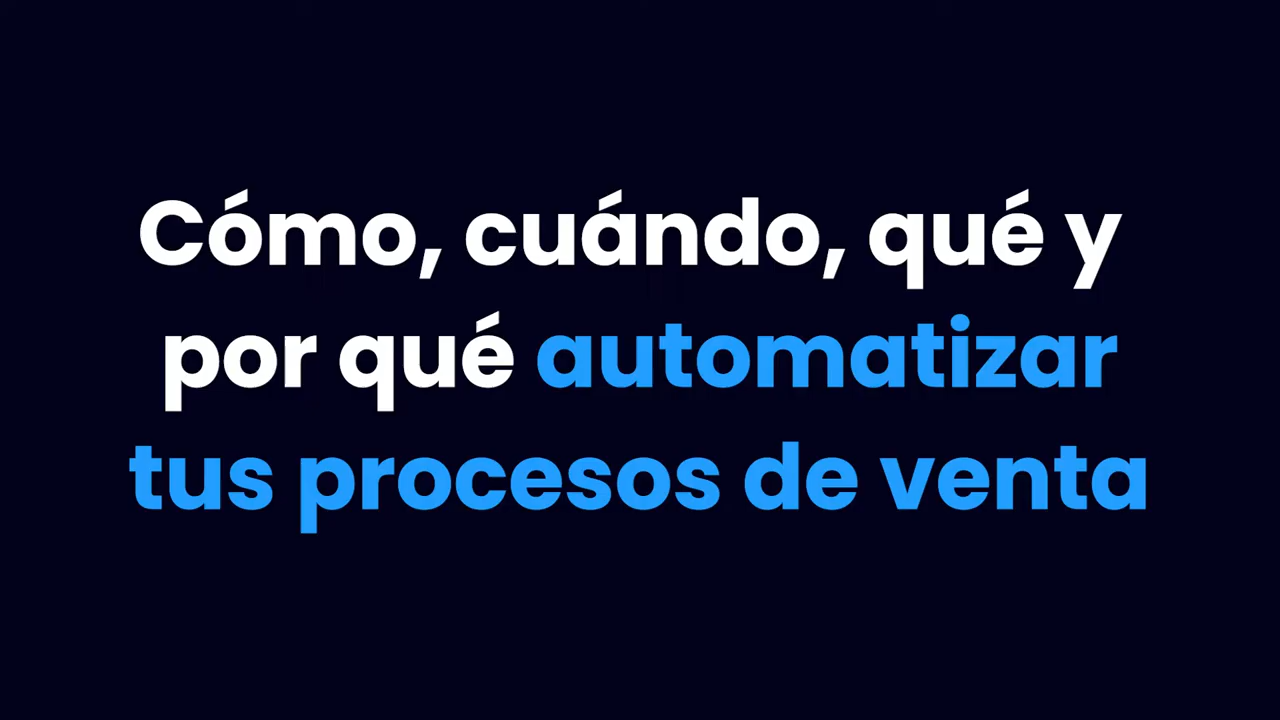 Cómo, cuándo, qué y
por qué automatizar
tus procesos de venta